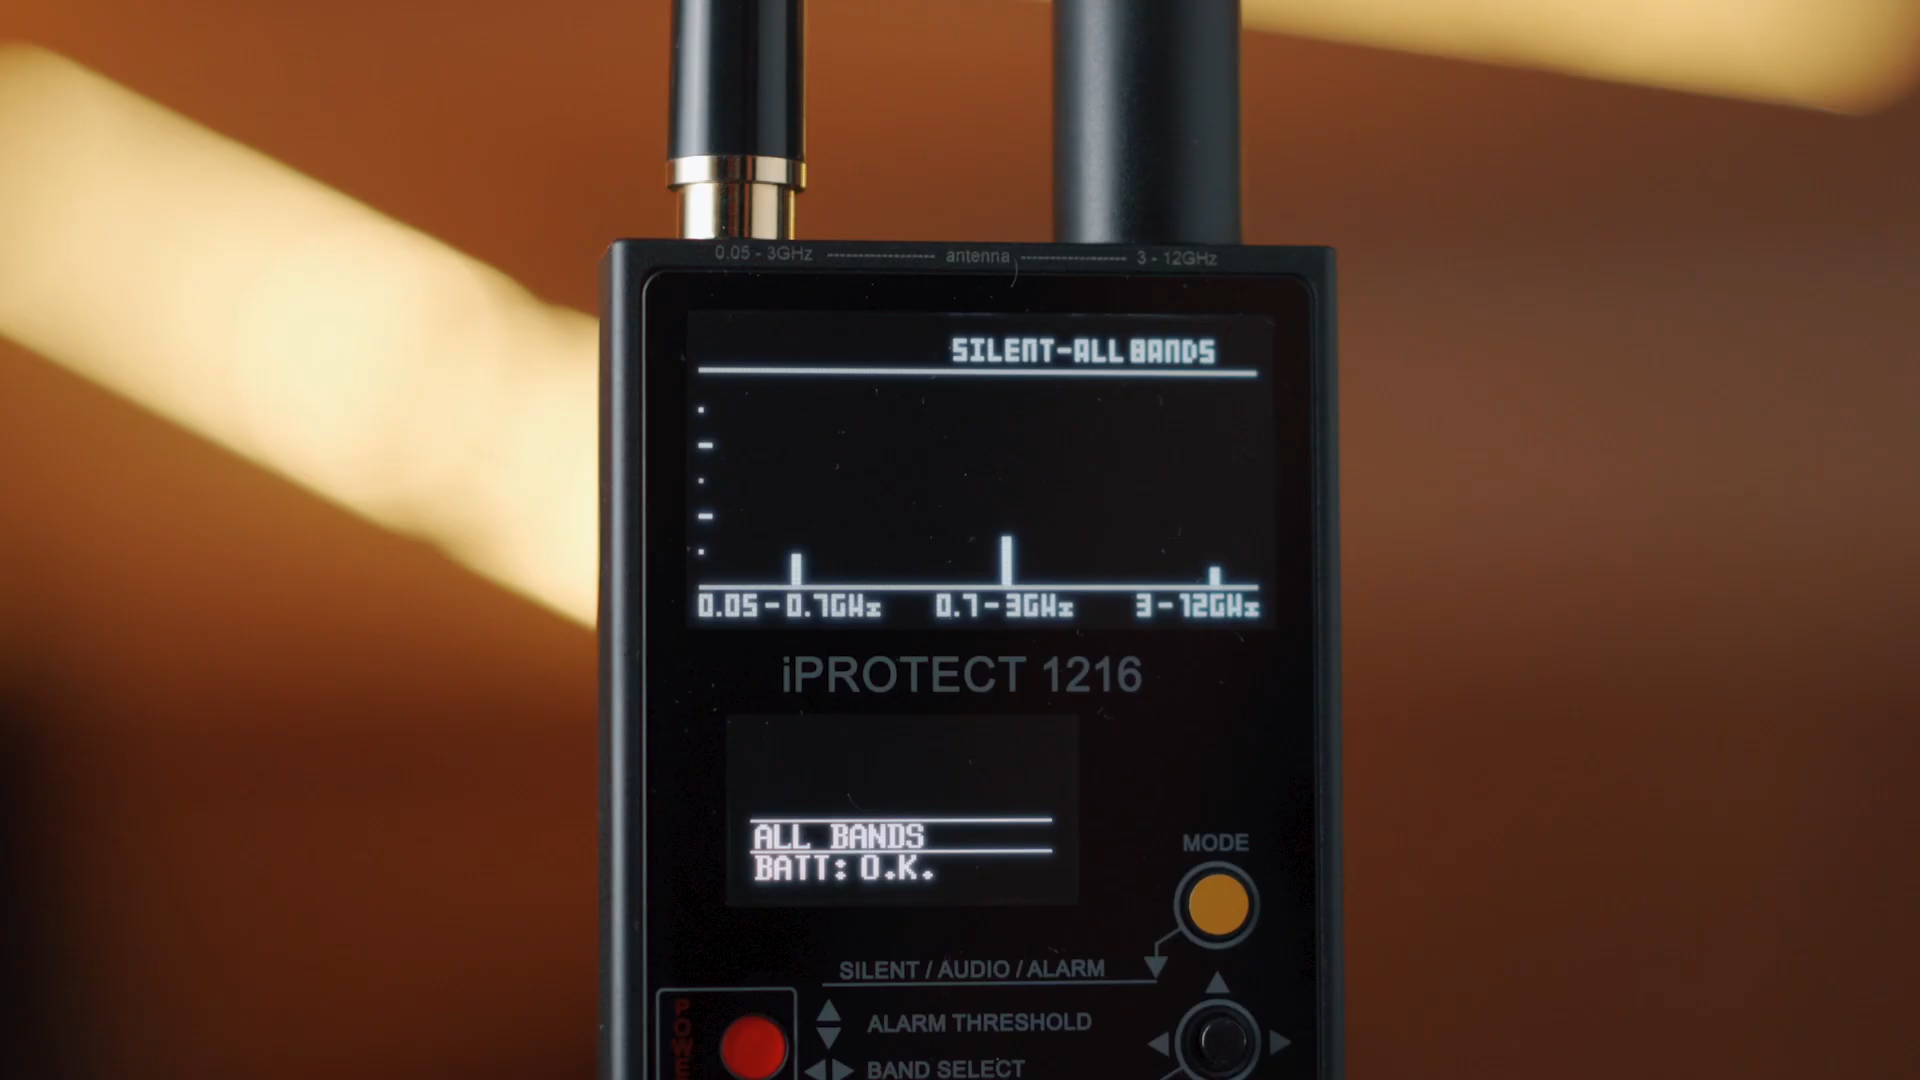 0.05 - 3GHz antenna 3 - 12GHz
SILENT-ALL BANDS
0.05-0.7GHz 0.7-3GHz 3-12GHz
iPROTECT 1216
ALL BANDS
BATT: O.K.
MODE
SILENT / AUDIO / ALARM
ALARM THRESHOLD
BAND SELECT